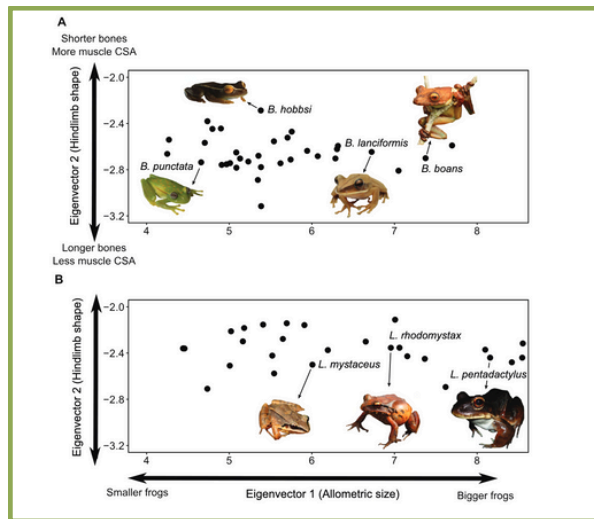 A
Shorter bones
More muscle CSA
Eigenvector 2 (Hindlimb shape)
−2.0
−2.4
−2.8
−3.2
B. hobbsi
B. punctata
B. lanciformis
B. boans
4 5 6 7 8
Longer bones
Less muscle CSA
B
Eigenvector 2 (Hindlimb shape)
−2.0
−2.4
−2.8
−3.2
L. mystaceus
L. rhodomystax
L. pentadactylus
4 5 6 7 8
Smaller frogs Eigenvector 1 (Allometric size) Bigger frogs